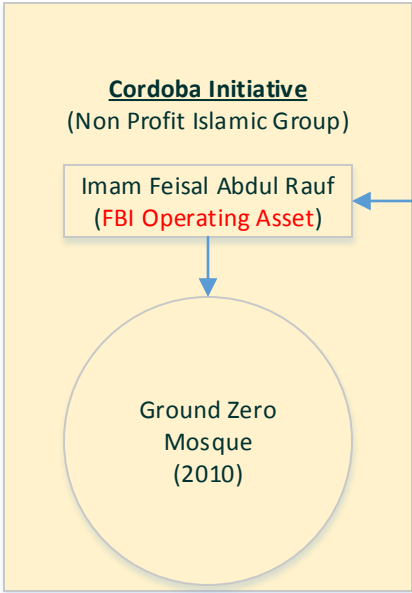 Cordoba Initiative
(Non Profit Islamic Group)
Imam Feisal Abdul Rauf
(FBI Operating Asset)
Ground Zero
Mosque
(2010)